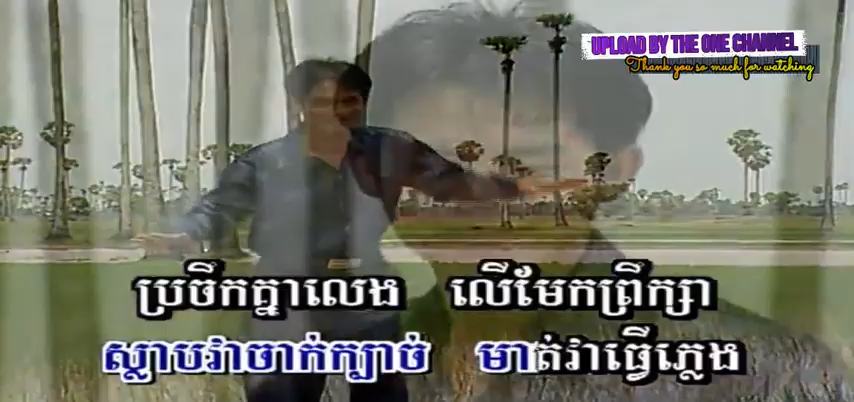 UPLOAD BY THE ONE CHANNEL
Thank you so much for watching
ប្រចឹកគ្នាលេង លើមែកព្រឹក្សា
ស្លាបវាចាក់ក្បាច់ មាត់វាធ្វើភ្លេង